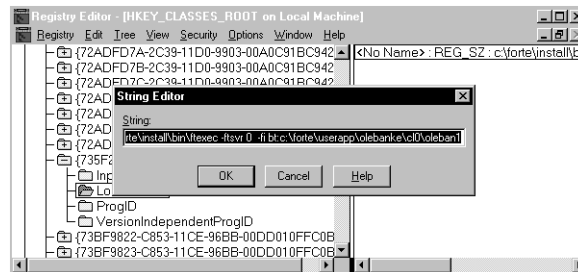 Registry Editor - [HKEY_CLASSES_ROOT on Local Machine]
Registry Edit Tree View Security Options Window Help
{72ADFD7A-2C39-11D0-9903-00A0C91BC942
<No Name> : REG_SZ : c:\forte\install\b
{72ADFD7B-2C39-11D0-9903-00A0C91BC942
{72ADFD7C-2C39-11D0-9903-00A0C91BC942
{72AD
String Editor
{72AD
String:
{72AD
rte\install\bin\ftexec -ftsvr 0 -fi bt:c:\forte\userapp\olebanke\cl0\oleban1
{72AD
{735F2
Inp
OK Cancel Help
Lo
ProgID
VersionIndependentProgID
{73BF9822-C853-11CE-96BB-00DD010FFC0B
{73BF9823-C853-11CE-96BB-00DD010FFC0B